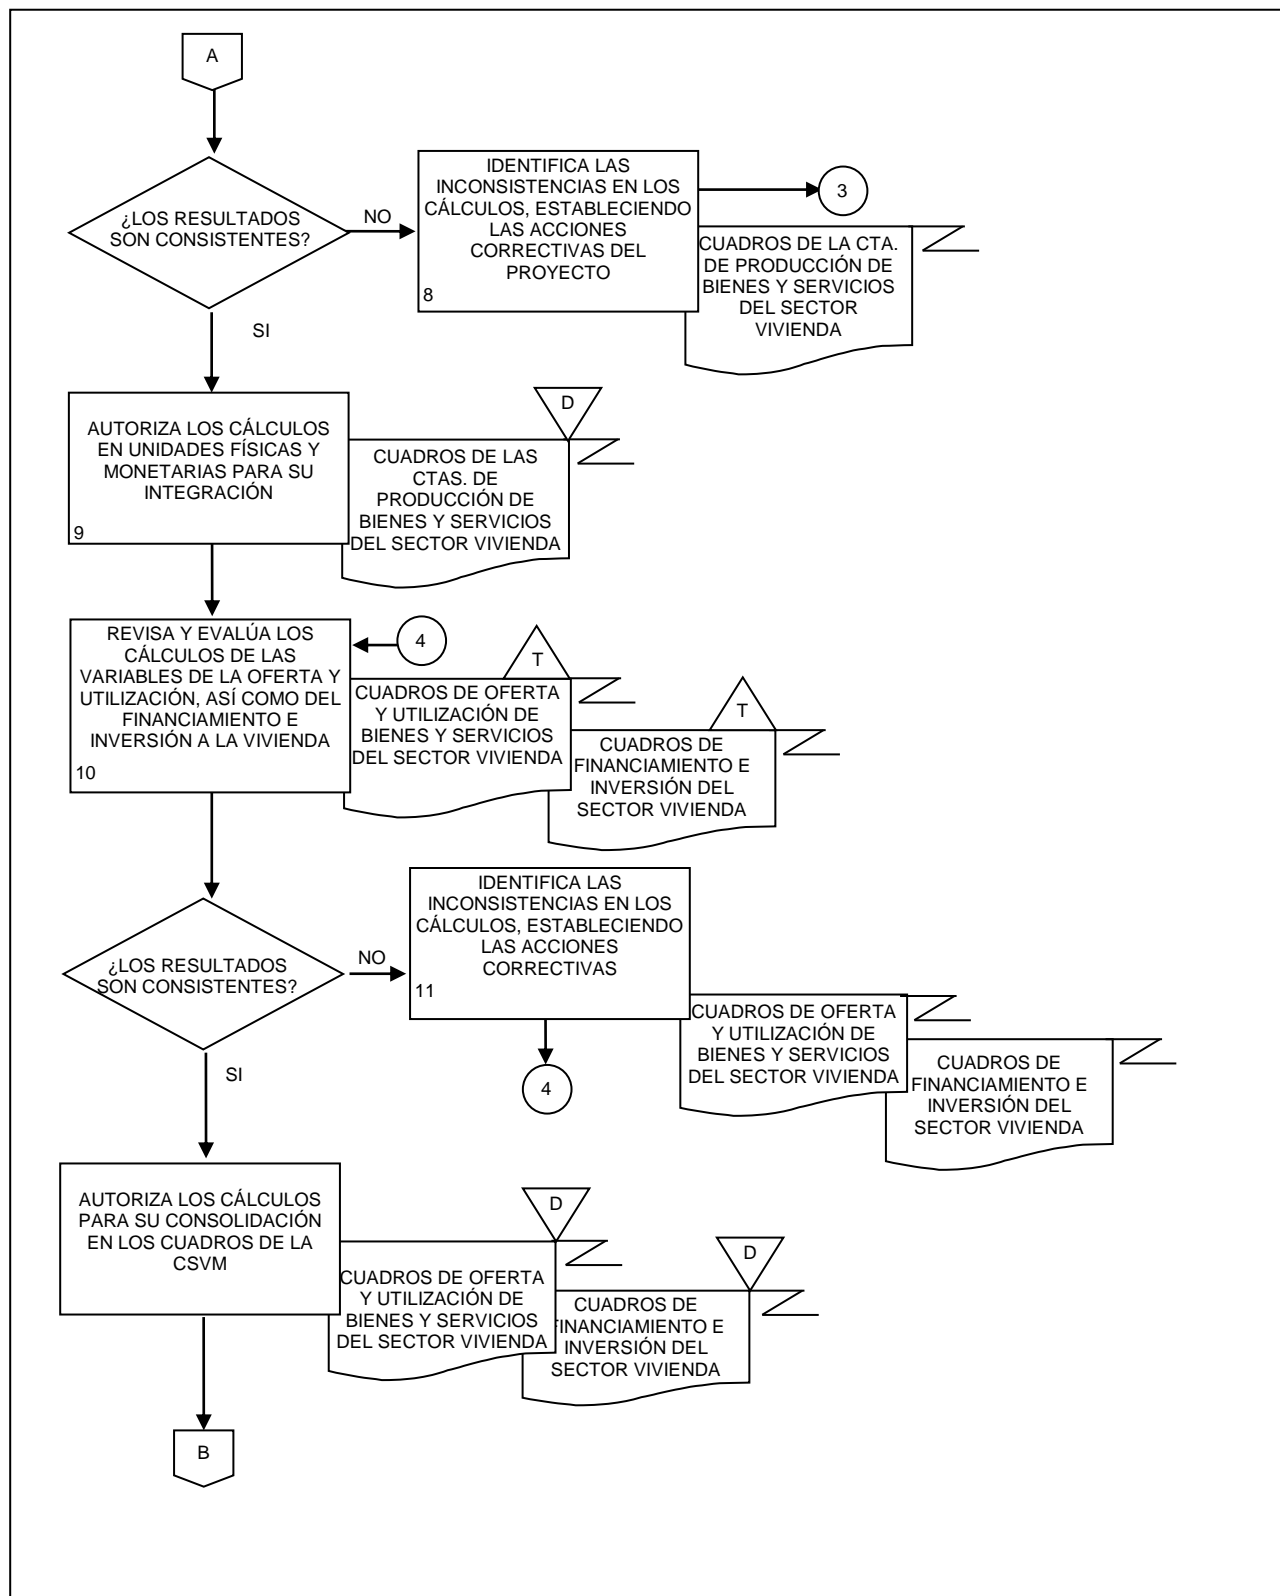 A
¿LOS RESULTADOS
SON CONSISTENTES?
NO
IDENTIFICA LAS
INCONSISTENCIAS EN LOS
CÁLCULOS, ESTABLECIENDO
LAS ACCIONES
CORRECTIVAS DEL
PROYECTO
8
3
CUADROS DE LA CTA.
DE PRODUCCIÓN DE
BIENES Y SERVICIOS
DEL SECTOR
VIVIENDA
SI
AUTORIZA LOS CÁLCULOS
EN UNIDADES FÍSICAS Y
MONETARIAS PARA SU
INTEGRACIÓN
9
D
CUADROS DE LAS
CTAS. DE
PRODUCCIÓN DE
BIENES Y SERVICIOS
DEL SECTOR VIVIENDA
REVISA Y EVALÚA LOS
CÁLCULOS DE LAS
VARIABLES DE LA OFERTA Y
UTILIZACIÓN, ASÍ COMO DEL
FINANCIAMIENTO E
INVERSIÓN A LA VIVIENDA
10
4
T
CUADROS DE OFERTA
Y UTILIZACIÓN DE
BIENES Y SERVICIOS
DEL SECTOR VIVIENDA
T
CUADROS DE
FINANCIAMIENTO E
INVERSIÓN DEL
SECTOR VIVIENDA
¿LOS RESULTADOS
SON CONSISTENTES?
NO
IDENTIFICA LAS
INCONSISTENCIAS EN LOS
CÁLCULOS, ESTABLECIENDO
LAS ACCIONES
CORRECTIVAS
11
4
CUADROS DE OFERTA
Y UTILIZACIÓN DE
BIENES Y SERVICIOS
DEL SECTOR VIVIENDA
CUADROS DE
FINANCIAMIENTO E
INVERSIÓN DEL
SECTOR VIVIENDA
SI
AUTORIZA LOS CÁLCULOS
PARA SU CONSOLIDACIÓN
EN LOS CUADROS DE LA
CSVM
D
CUADROS DE OFERTA
Y UTILIZACIÓN DE
BIENES Y SERVICIOS
DEL SECTOR VIVIENDA
D
CUADROS DE
FINANCIAMIENTO E
INVERSIÓN DEL
SECTOR VIVIENDA
B